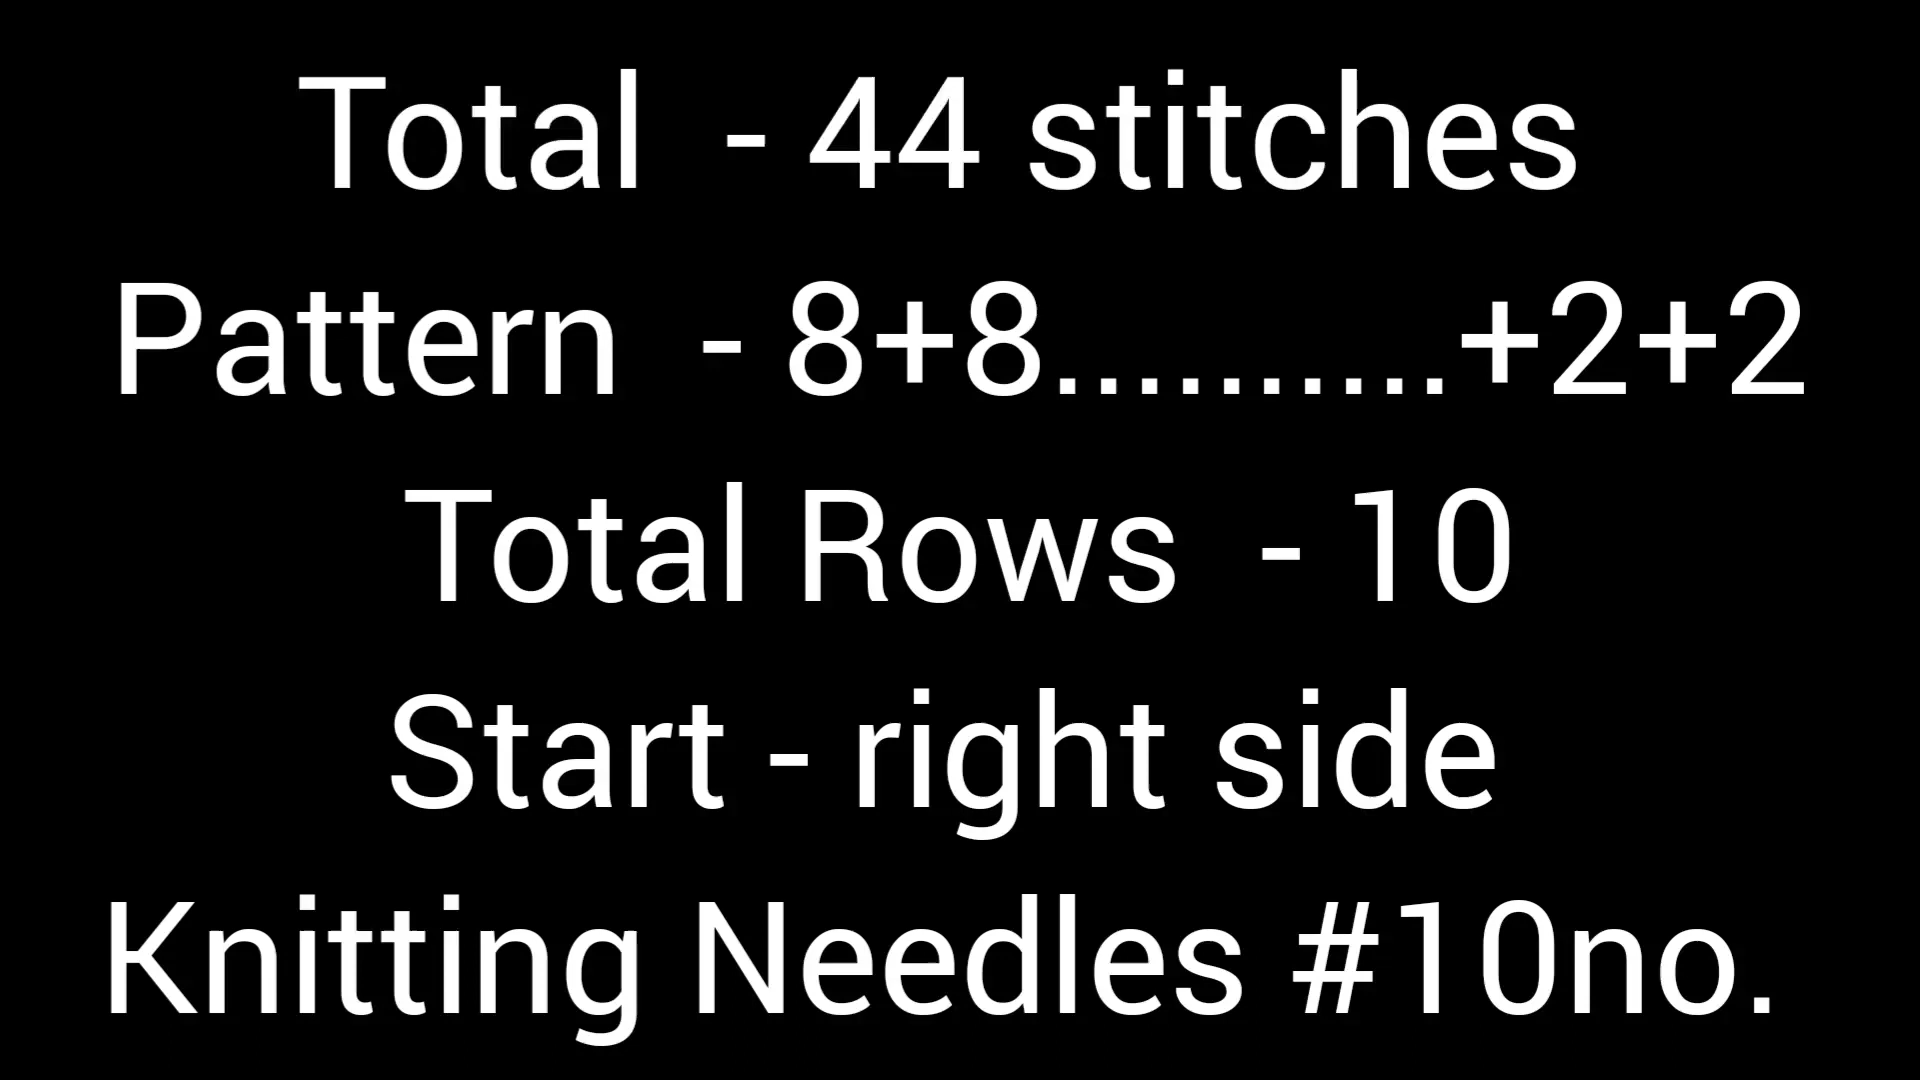 Total  - 44 stitches
Pattern  - 8+8..........+2+2
Total Rows  - 10
Start - right side
Knitting Needles #10no.